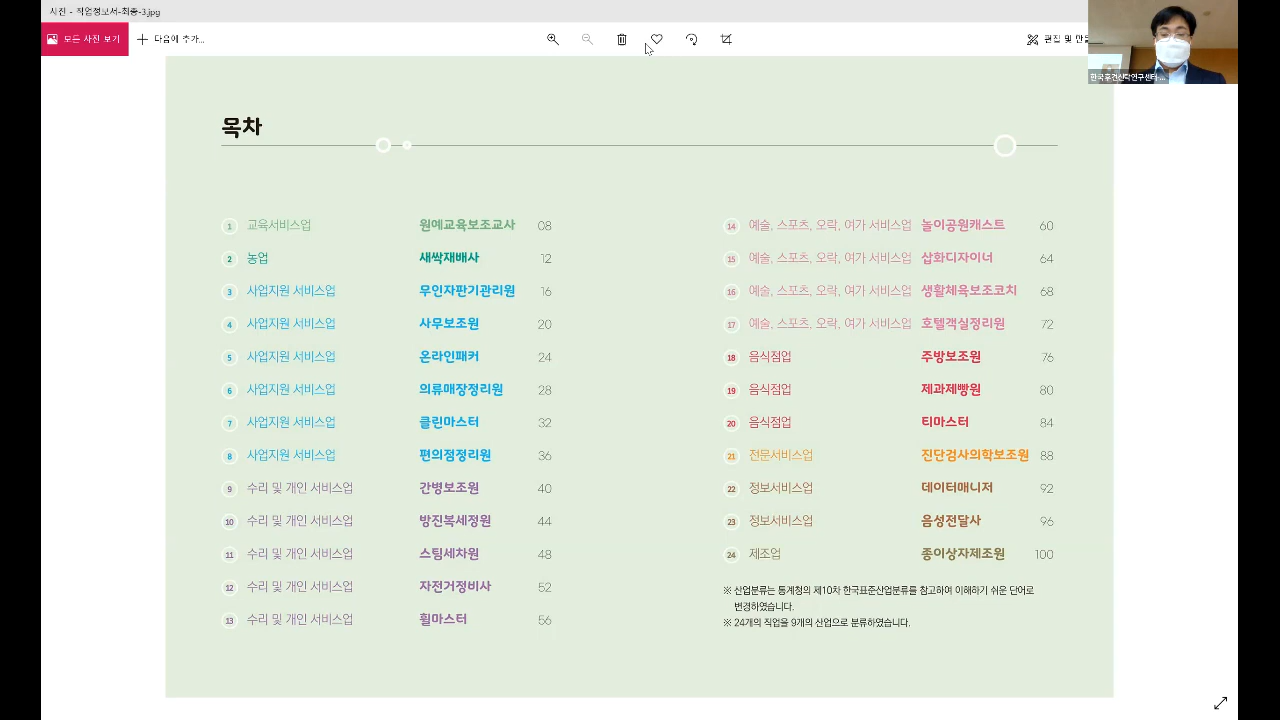 사진 - 직업정보서-최종-3.jpg
모든 사진 보기
다음에 추가...
편집 및 만들
한국후견신탁연구센터-...
목차
1 교육서비스업 원예교육보조교사 08
2 농업 새싹재배사 12
3 사업지원 서비스업 무인자판기관리원 16
4 사업지원 서비스업 사무보조원 20
5 사업지원 서비스업 온라인패커 24
6 사업지원 서비스업 의류매장정리원 28
7 사업지원 서비스업 클린마스터 32
8 사업지원 서비스업 편의점정리원 36
9 수리 및 개인 서비스업 간병보조원 40
10 수리 및 개인 서비스업 방진복세정원 44
11 수리 및 개인 서비스업 스팀세차원 48
12 수리 및 개인 서비스업 자전거정비사 52
13 수리 및 개인 서비스업 휠마스터 56
14 예술, 스포츠, 오락, 여가 서비스업 놀이공원캐스트 60
15 예술, 스포츠, 오락, 여가 서비스업 삽화디자이너 64
16 예술, 스포츠, 오락, 여가 서비스업 생활체육보조코치 68
17 예술, 스포츠, 오락, 여가 서비스업 호텔객실정리원 72
18 음식점업 주방보조원 76
19 음식점업 제과제빵원 80
20 음식점업 티마스터 84
21 전문서비스업 진단검사의학보조원 88
22 정보서비스업 데이터매니저 92
23 정보서비스업 음성전달사 96
24 제조업 종이상자제조원 100
※ 산업분류는 통계청의 제10차 한국표준산업분류를 참고하여 이해하기 쉬운 단어로
변경하였습니다.
※ 24개의 직업을 9개의 산업으로 분류하였습니다.